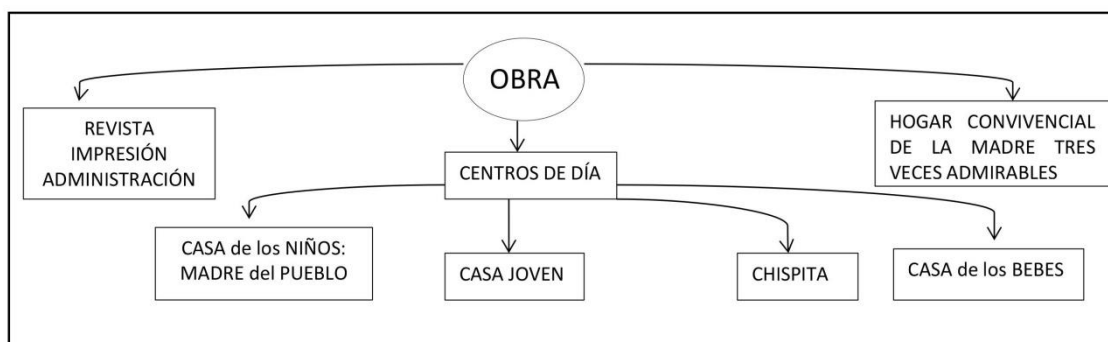 OBRA
REVISTA
IMPRESIÓN
ADMINISTRACIÓN
HOGAR CONVIVENCIAL
DE LA MADRE TRES
VECES ADMIRABLES
CENTROS DE DÍA
CASA de los NIÑOS:
MADRE del PUEBLO
CASA JOVEN
CHISPITA
CASA de los BEBES